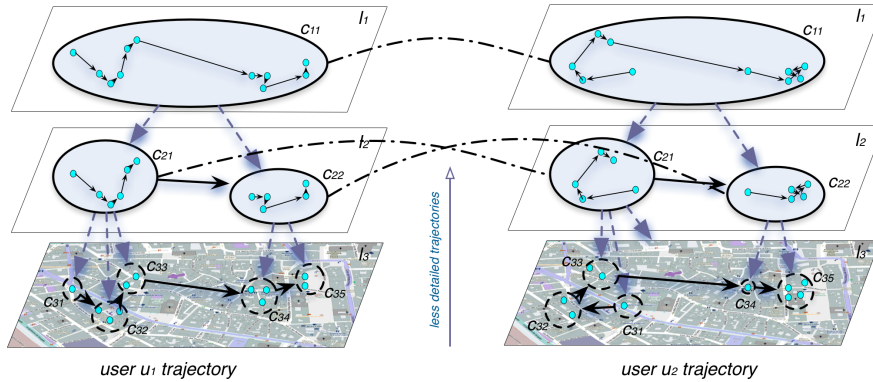 l1
c11
l1
c11
l2
c21
c22
l2
c21
c22
less detailed trajectories
l3
c33
c31
c32
c34
c35
l3
c33
c35
c34
c32
c31
user u1 trajectory
user u2 trajectory